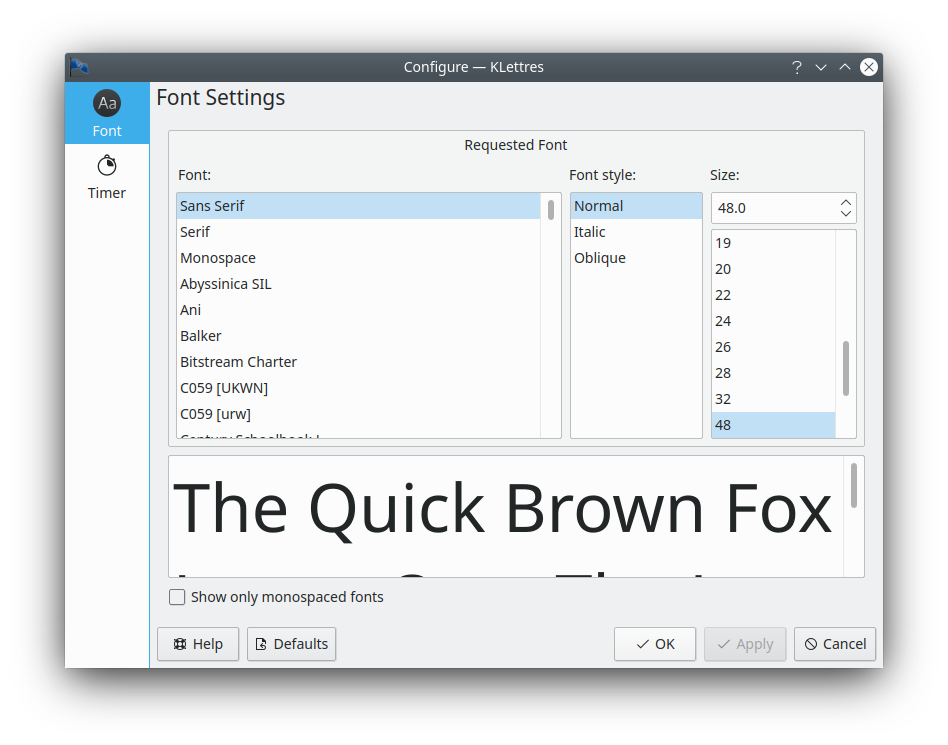 Configure — KLettres
?
Aa
Font
Timer
Font Settings
Requested Font
Font:
Sans Serif
Serif
Monospace
Abyssinica SIL
Ani
Balker
Bitstream Charter
C059 [UKWN]
C059 [urw]
Font style:
Normal
Italic
Oblique
Size:
48.0
19
20
22
24
26
28
32
48
The Quick Brown Fox
Show only monospaced fonts
Help
Defaults
OK
Apply
Cancel